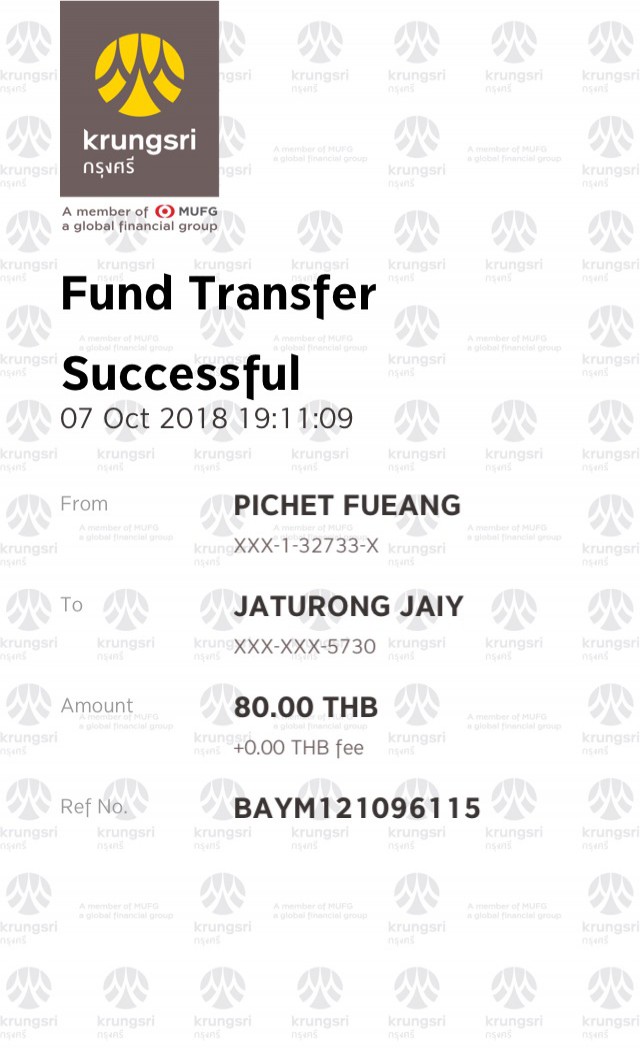 krungsri
กรุงศรี
A member of MUFG
a global financial group
Fund Transfer
Successful
07 Oct 2018 19:11:09
From PICHET FUEANG
XXX-1-32733-X
To JATURONG JAIY
XXX-XXX-5730
Amount 80.00 THB
+0.00 THB fee
Ref No. BAYM121096115